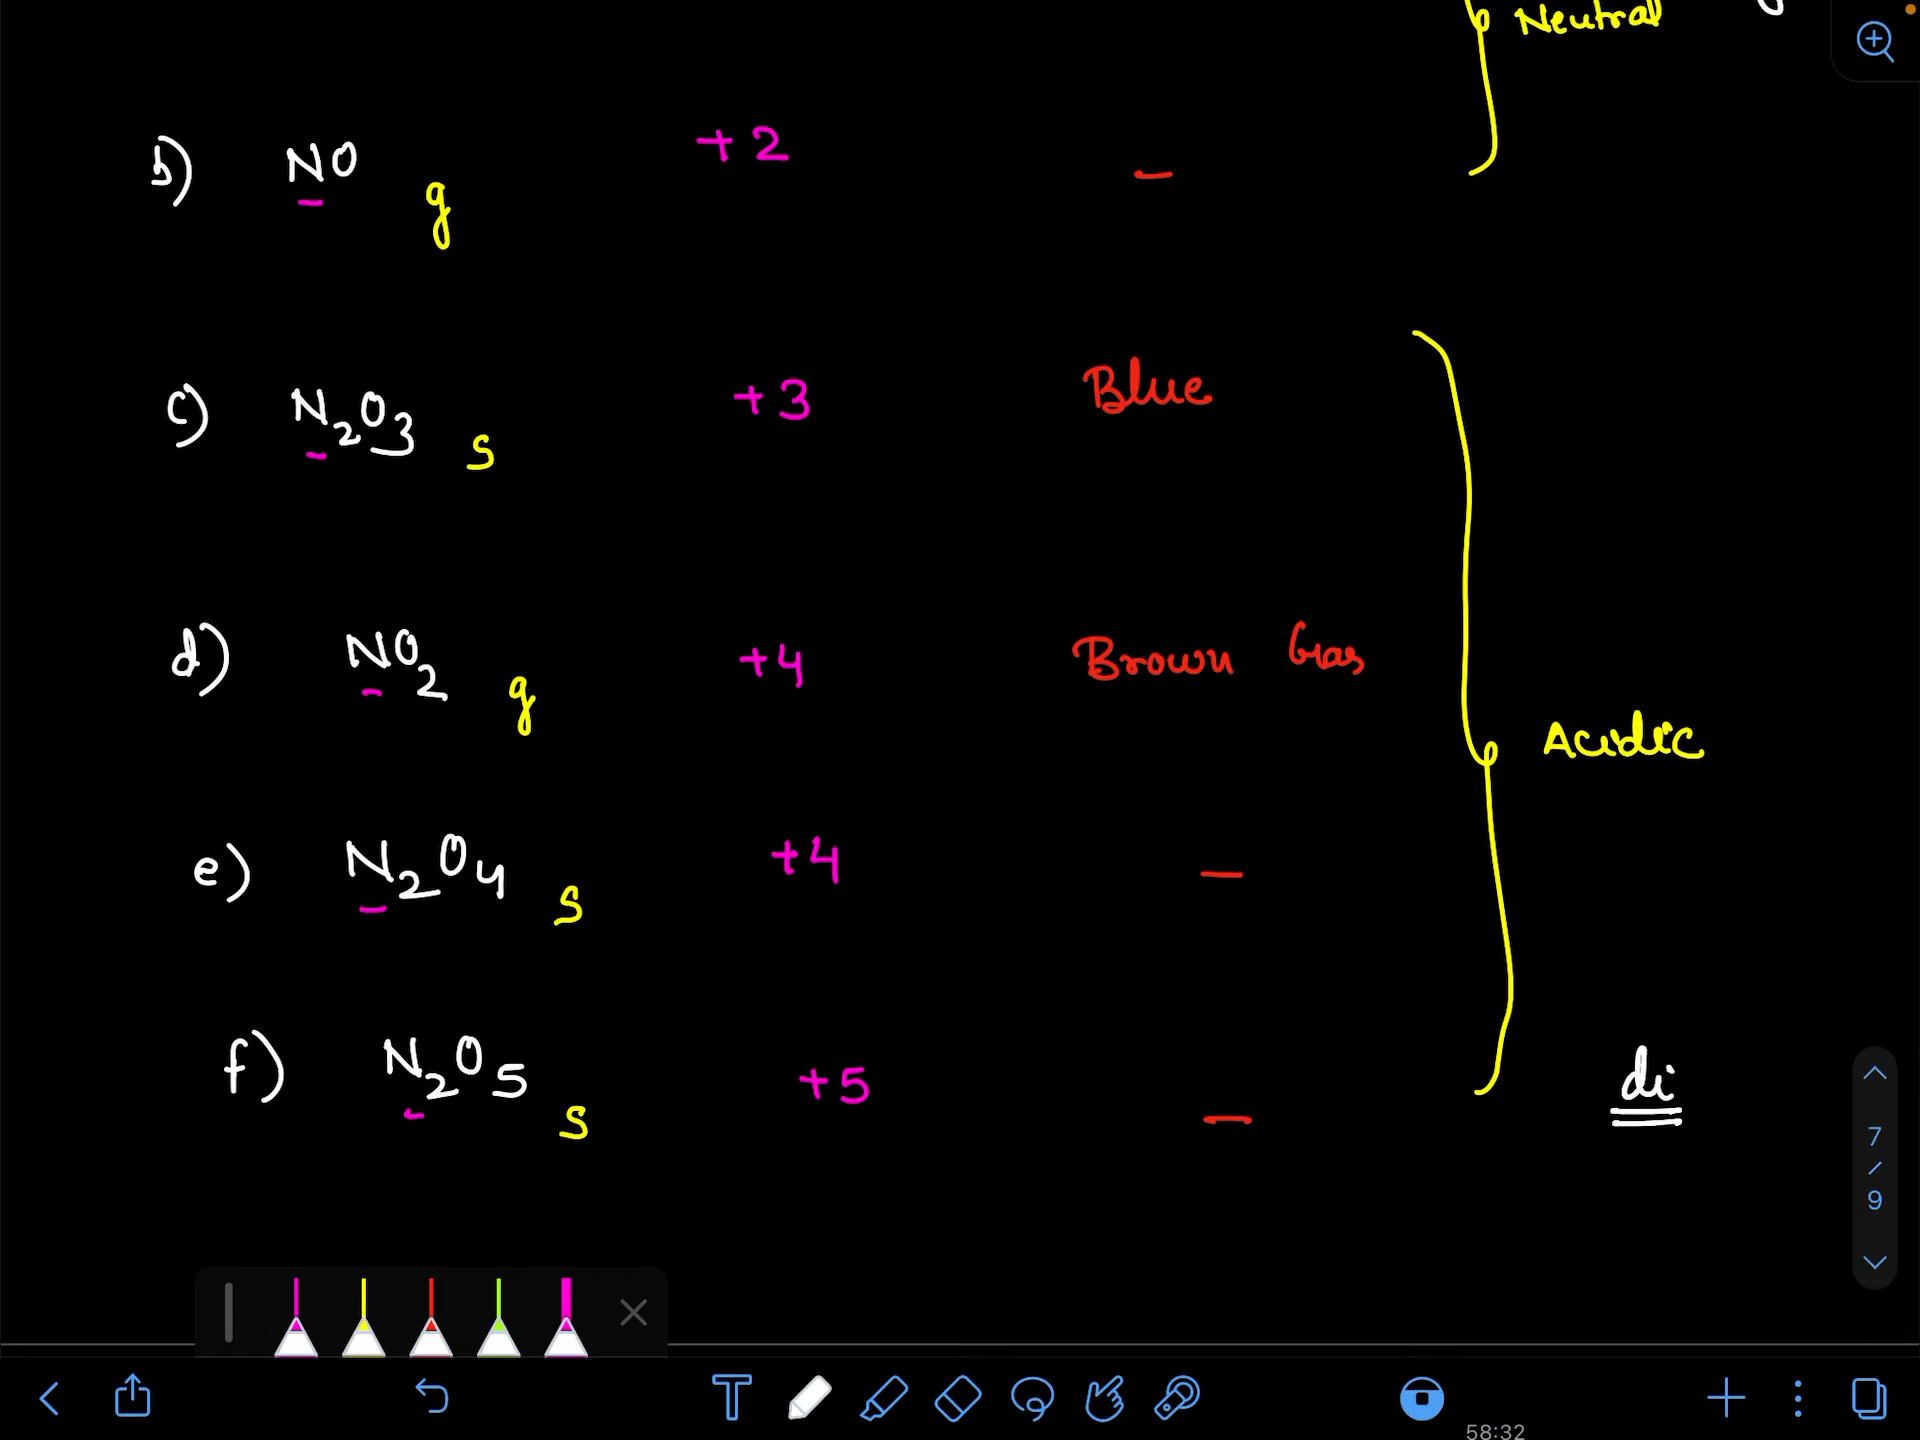 Neutral
b) NO g +2 –
c) N₂O₃ s +3 Blue
d) NO₂ g +4 Brown Gas
Acidic
e) N₂O₄ s +4 –
f) N₂O₅ s +5 –
di
7
/
9
T
58:32